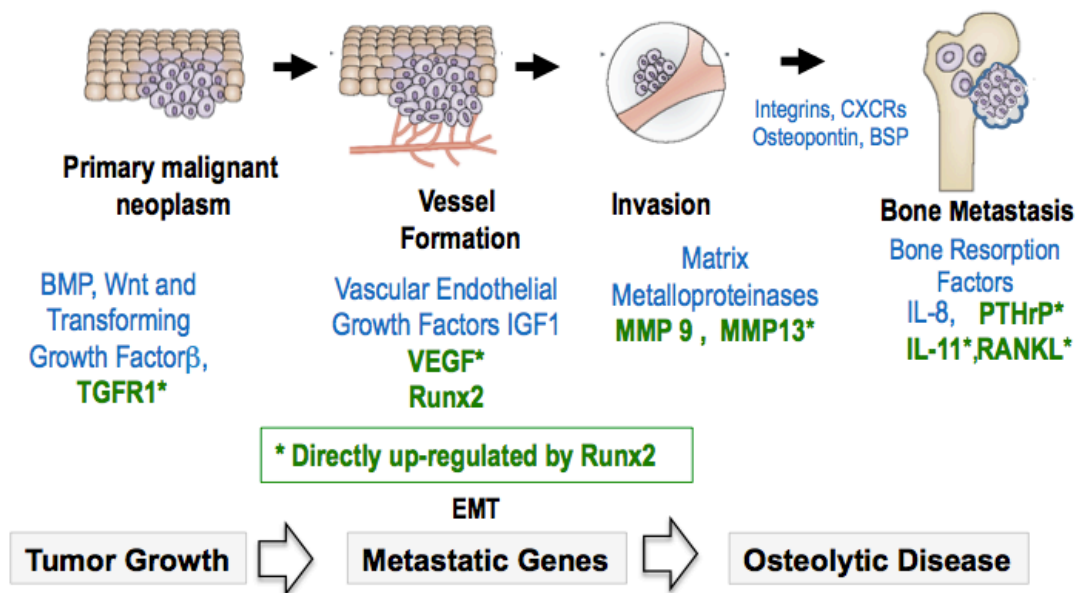 Primary malignant
neoplasm
BMP, Wnt and
Transforming
Growth Factorβ,
TGFR1*
Vessel
Formation
Vascular Endothelial
Growth Factors IGF1
VEGF*
Runx2
Invasion
Matrix
Metalloproteinases
MMP 9 , MMP13*
Integrins, CXCRs
Osteopontin, BSP
Bone Metastasis
Bone Resorption
Factors
IL-8, PTHrP*
IL-11*,RANKL*
* Directly up-regulated by Runx2
EMT
Tumor Growth
Metastatic Genes
Osteolytic Disease